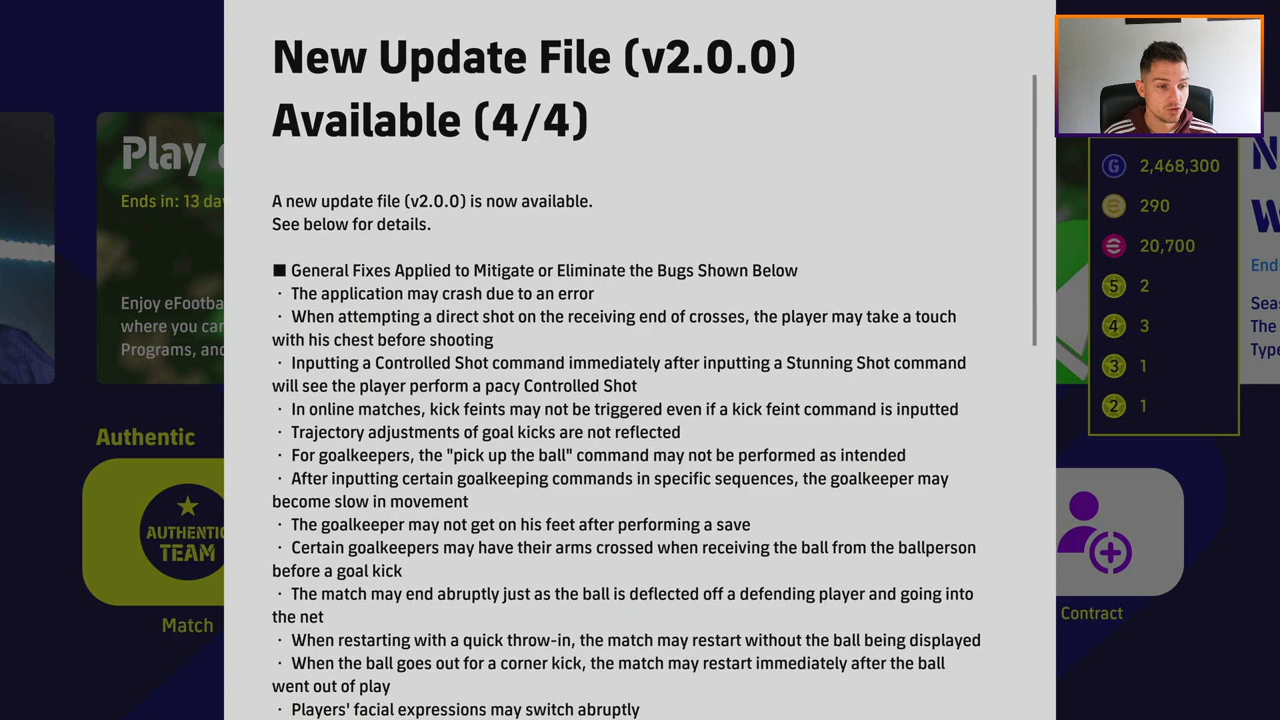 New Update File (v2.0.0)
Available (4/4)
A new update file (v2.0.0) is now available.
See below for details.
■ General Fixes Applied to Mitigate or Eliminate the Bugs Shown Below
・ The application may crash due to an error
・ When attempting a direct shot on the receiving end of crosses, the player may take a touch
with his chest before shooting
・ Inputting a Controlled Shot command immediately after inputting a Stunning Shot command
will see the player perform a pacy Controlled Shot
・ In online matches, kick feints may not be triggered even if a kick feint command is inputted
・ Trajectory adjustments of goal kicks are not reflected
・ For goalkeepers, the "pick up the ball" command may not be performed as intended
・ After inputting certain goalkeeping commands in specific sequences, the goalkeeper may
become slow in movement
・ The goalkeeper may not get on his feet after performing a save
・ Certain goalkeepers may have their arms crossed when receiving the ball from the ballperson
before a goal kick
・ The match may end abruptly just as the ball is deflected off a defending player and going into
the net
・ When restarting with a quick throw-in, the match may restart without the ball being displayed
・ When the ball goes out for a corner kick, the match may restart immediately after the ball
went out of play
・ Players' facial expressions may switch abruptly
Play
Ends in: 13 da
Enjoy eFootba
where you can
Programs, and
Authentic
AUTHENTIC
TEAM
Match
G 2,468,300
290
20,700
5 2
4 3
3 1
2 1
N
W
End
Seas
The
Type
Contract